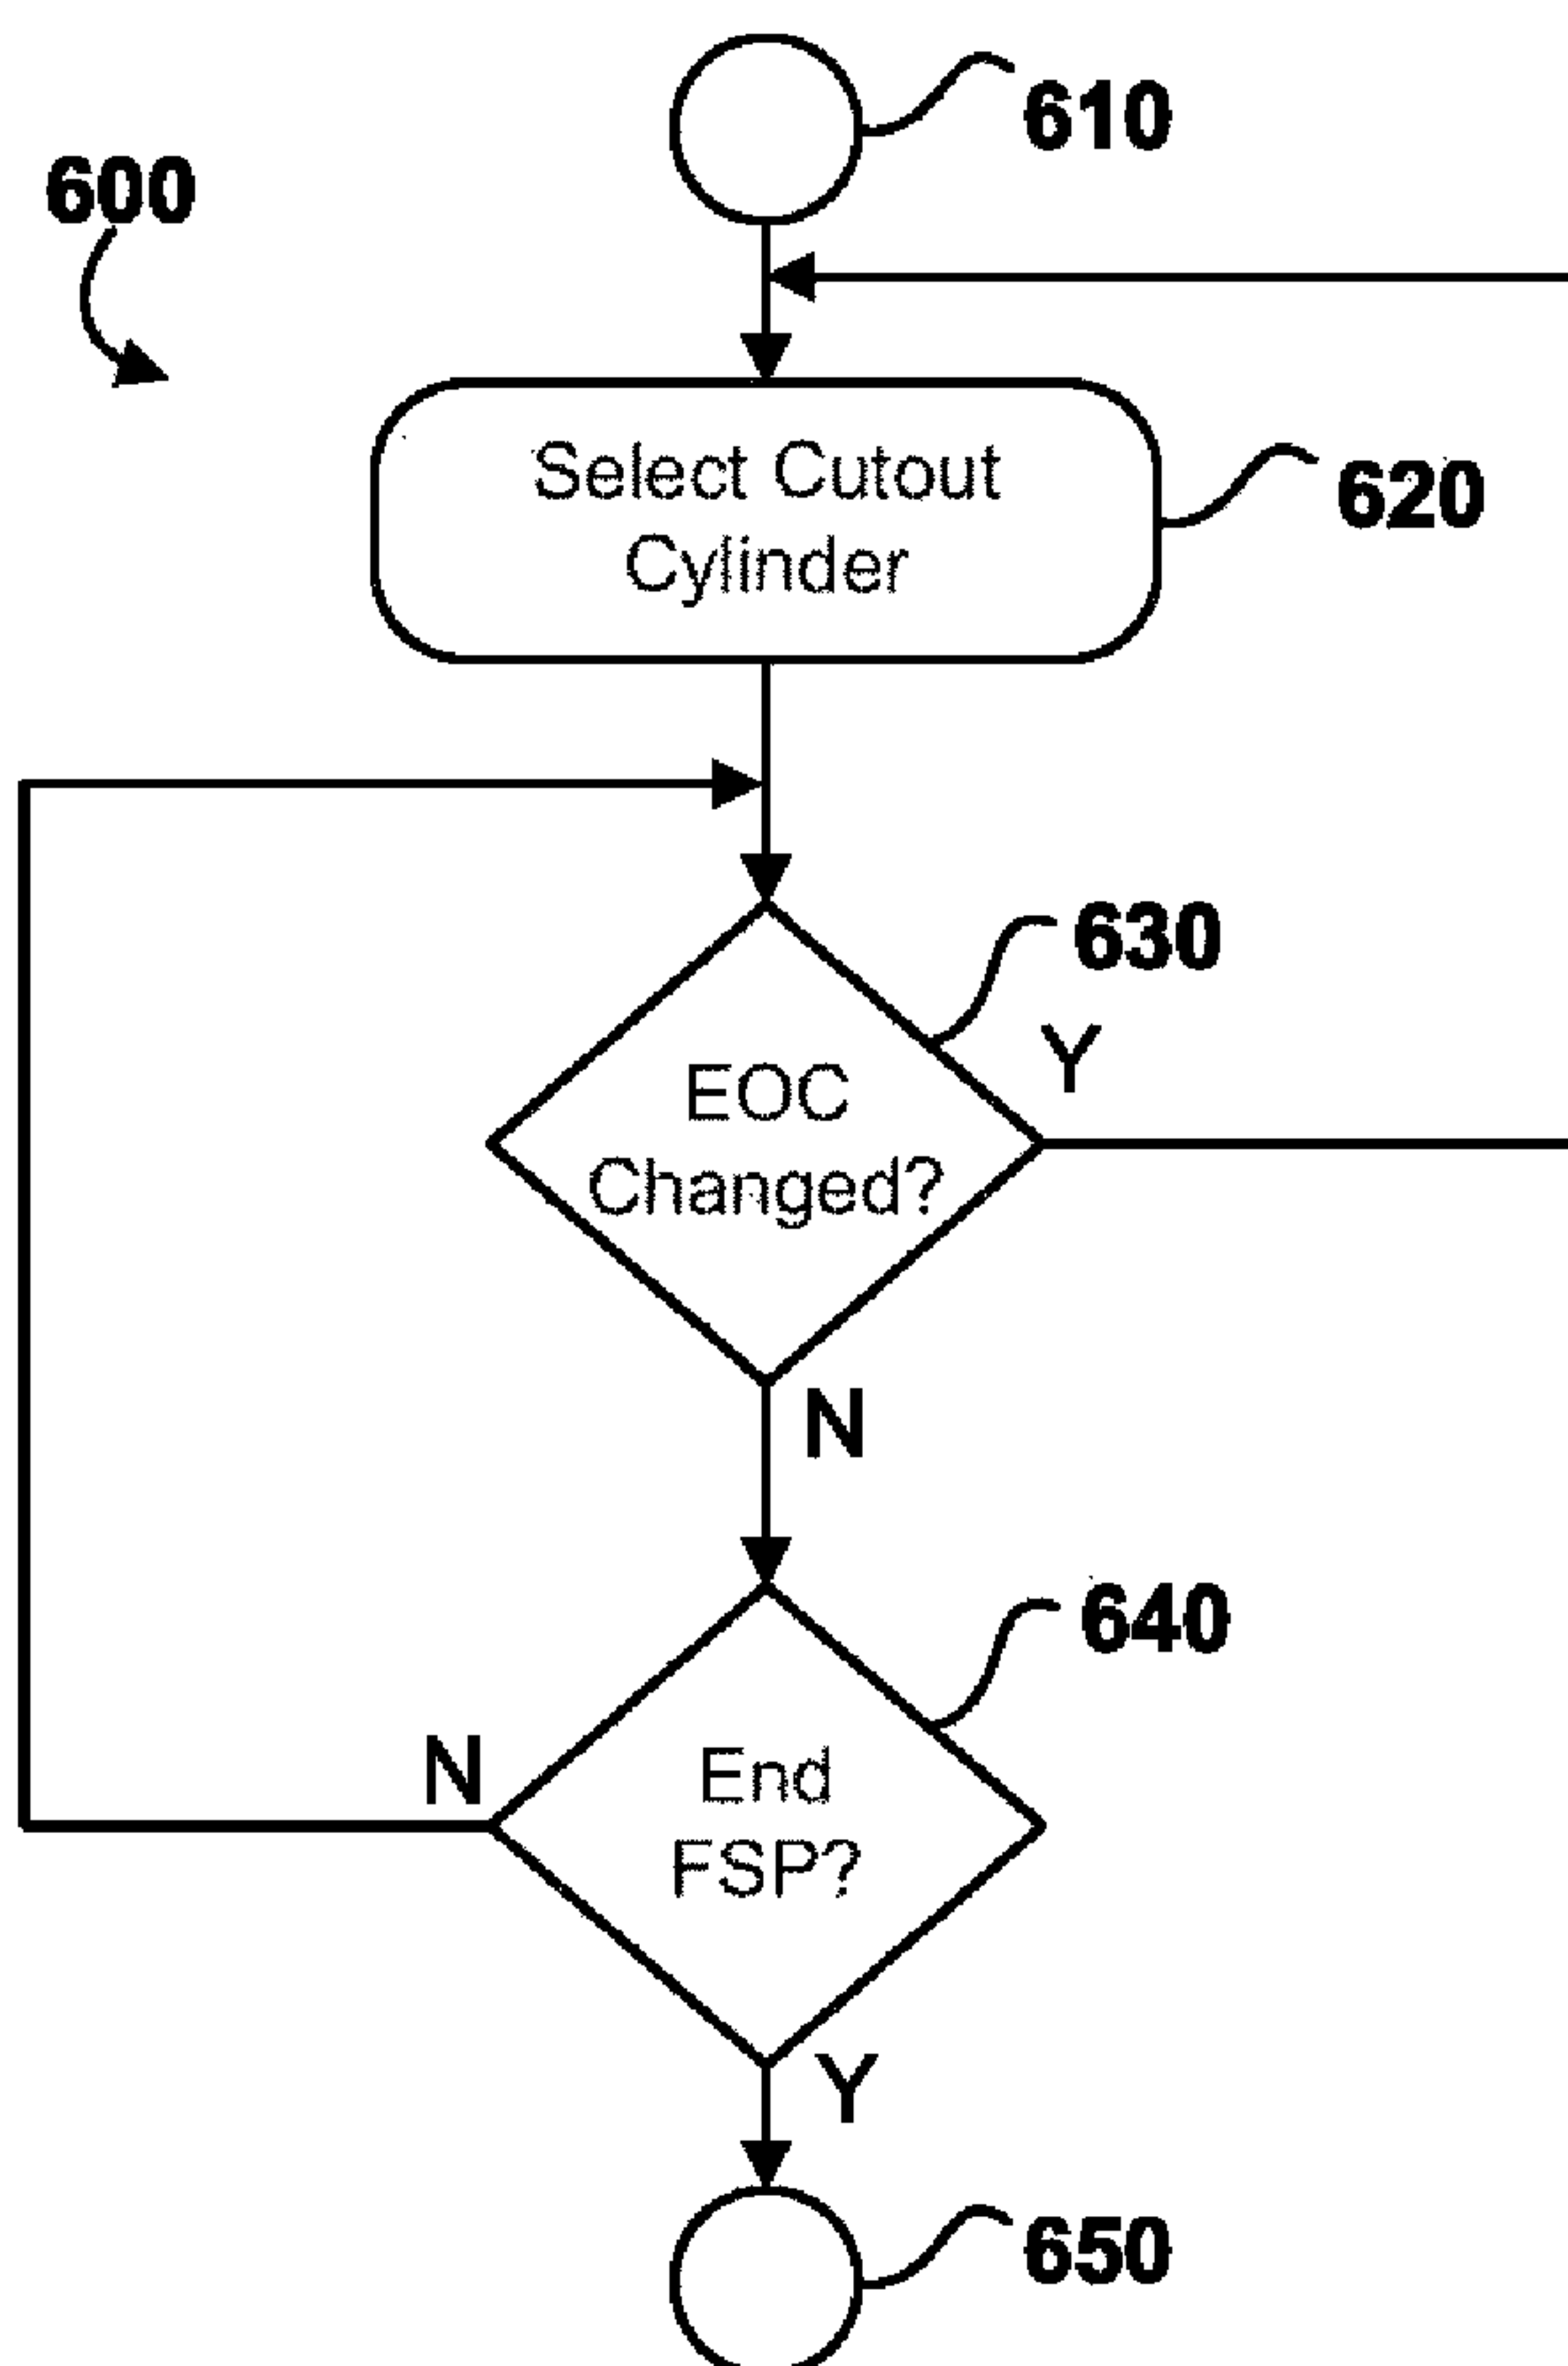 610
600
Select Cutout
Cylinder
620
630
Y
EOC
Changed?
N
640
N
End
FSP?
Y
650